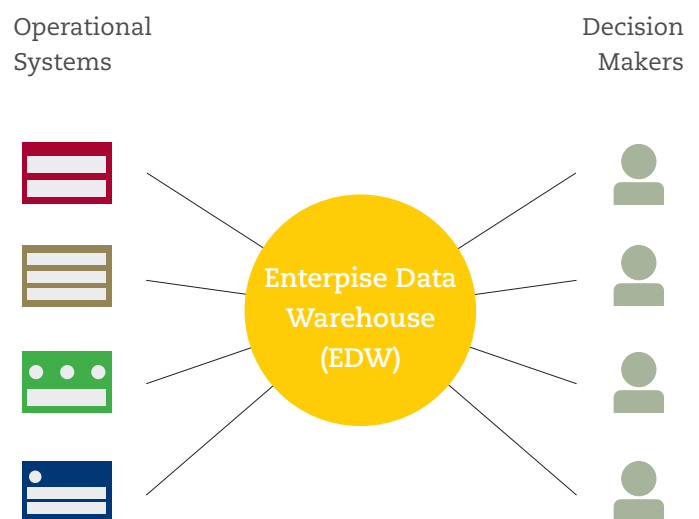 Operational
Systems
Decision
Makers
Enterpise Data
Warehouse
(EDW)